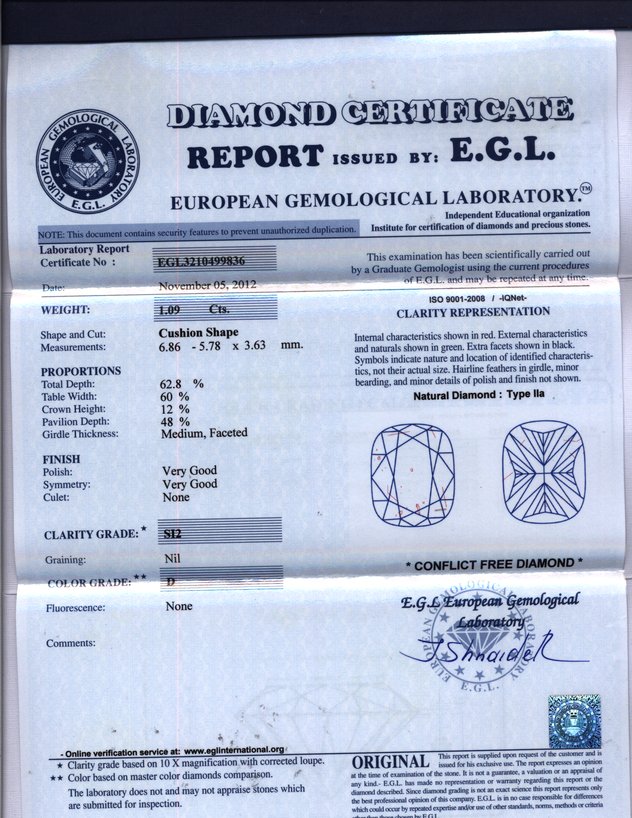 DIAMOND CERTIFICATE
REPORT ISSUED BY: E.G.L.
EUROPEAN GEMOLOGICAL LABORATORY
E.G.L.
EUROPEAN GEMOLOGICAL LABORATORY.™
Independent Educational organization
Institute for certification of diamonds and precious stones.
NOTE: This document contains security features to prevent unauthorized duplication.
Laboratory Report
Certificate No : EGL3210499836
Date: November 05, 2012
WEIGHT: 1.09 Cts.
Shape and Cut: Cushion Shape
Measurements: 6.86 - 5.78 x 3.63 mm.
PROPORTIONS
Total Depth: 62.8 %
Table Width: 60 %
Crown Height: 12 %
Pavilion Depth: 48 %
Girdle Thickness: Medium, Faceted
FINISH
Polish: Very Good
Symmetry: Very Good
Culet: None
CLARITY GRADE:* SI2
Graining: Nil
COLOR GRADE:** D
Fluorescence: None
Comments:
This examination has been scientifically carried out
by a Graduate Gemologist using the current procedures
of E.G.L. and may be repeated at any time.
ISO 9001-2008 / -IQNet-
CLARITY REPRESENTATION
Internal characteristics shown in red. External characteristics
and naturals shown in green. Extra facets shown in black.
Symbols indicate nature and location of identified characteris-
tics, not their actual size. Hairline feathers in girdle, minor
bearding, and minor details of polish and finish not shown.
Natural Diamond : Type IIa
* CONFLICT FREE DIAMOND *
E.G.L European Gemological
Laboratory
J Shnaider
EUROPEAN GEMOLOGICAL LABORATORY
E.G.L.
- Online verification service at: www.eglinternational.org
★ Clarity grade based on 10 X magnification with corrected loupe.
★★ Color based on master color diamonds comparison.
The laboratory does not and may not appraise stones which
are submitted for inspection.
ORIGINAL This report is supplied upon request of the customer and is
issued for his exclusive use. The report expresses an opinion
at the time of examination of the stone. It is not a guarantee, a valuation or an appraisal of
any kind.- E.G.L. has made no representation or warranty regarding this report or the
diamond described. Since diamond grading is not an exact science this report represents only
the best professional opinion of this company. E.G.L. is in no case responsible for differences
which could occur by repeated expertise and/or use of other standards, norms, methods or criteria
other than those chosen by E.G.L